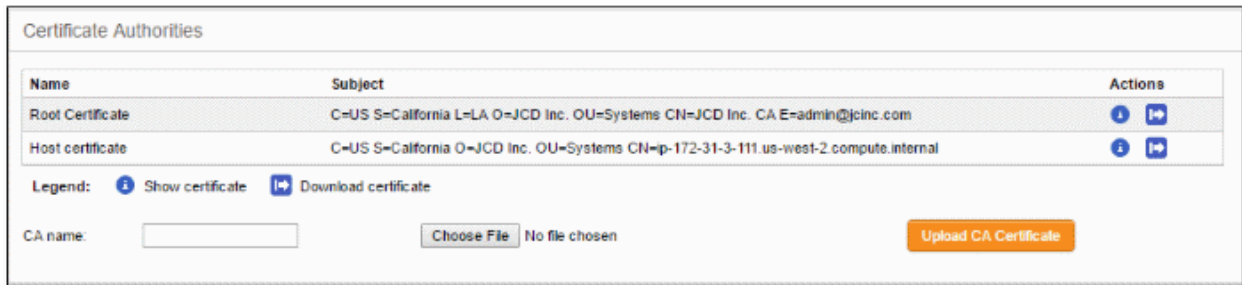 Certificate Authorities
Name Subject Actions
Root Certificate C=US S=California L=LA O=JCD Inc. OU=Systems CN=JCD Inc. CA E=admin@jcinc.com
Host certificate C=US S=California O=JCD Inc. OU=Systems CN=ip-172-31-3-111.us-west-2.compute.internal
Legend: Show certificate Download certificate
CA name: Choose File No file chosen Upload CA Certificate